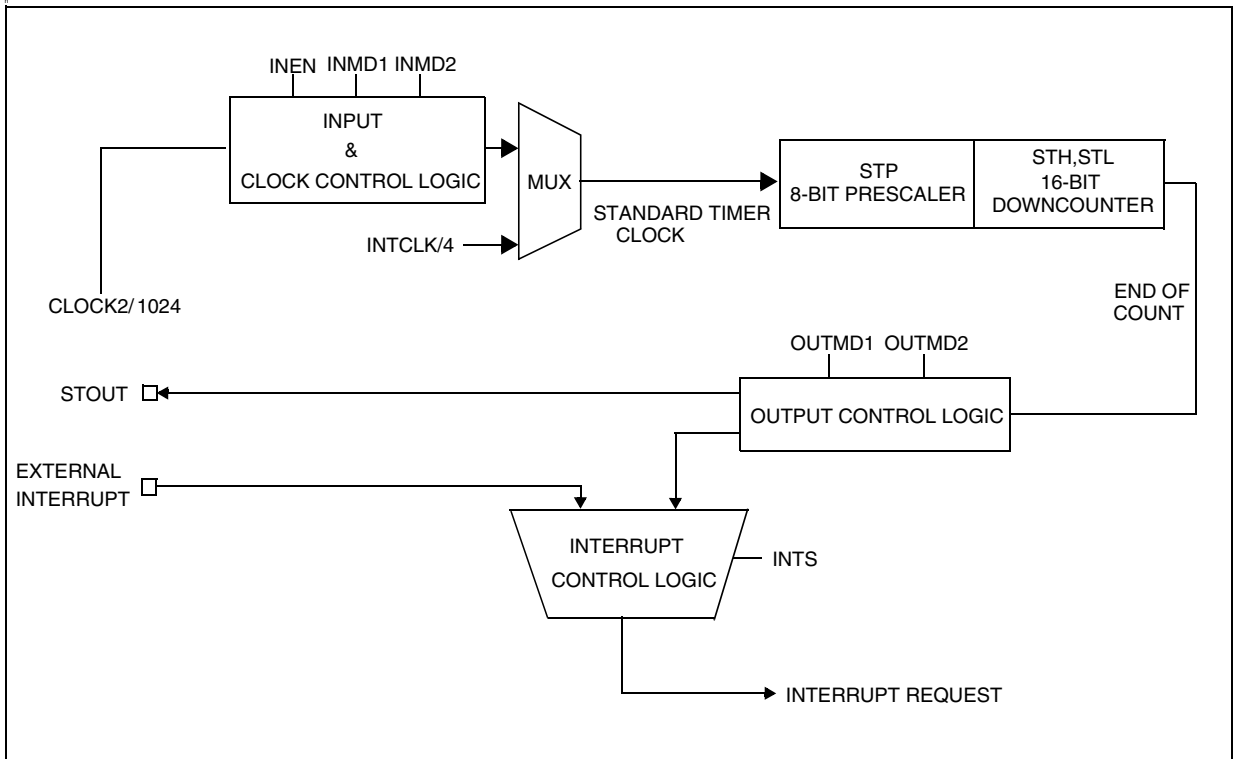 INEN INMD1 INMD2
INPUT
&
CLOCK CONTROL LOGIC
MUX
INTCLK/4
CLOCK2/1024
STANDARD TIMER
CLOCK
STP
8-BIT PRESCALER
STH,STL
16-BIT
DOWNCOUNTER
END OF
COUNT
OUTMD1 OUTMD2
OUTPUT CONTROL LOGIC
STOUT
EXTERNAL
INTERRUPT
INTERRUPT
CONTROL LOGIC
INTS
INTERRUPT REQUEST